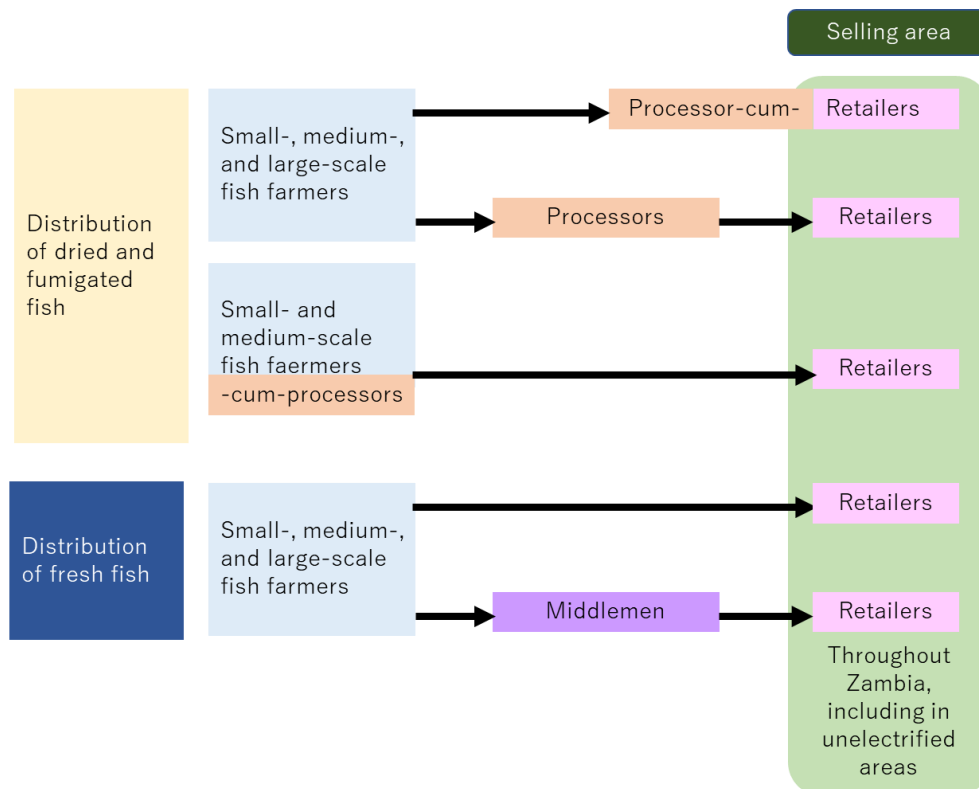 Selling area
Distribution
of dried and
fumigated
fish
Small-, medium-,
and large-scale
fish farmers
Processor-cum-
Retailers
Processors
Retailers
Small- and
medium-scale
fish faermers
-cum-processors
Retailers
Distribution
of fresh fish
Small-, medium-,
and large-scale
fish farmers
Retailers
Middlemen
Retailers
Throughout
Zambia,
including in
unelectrified
areas